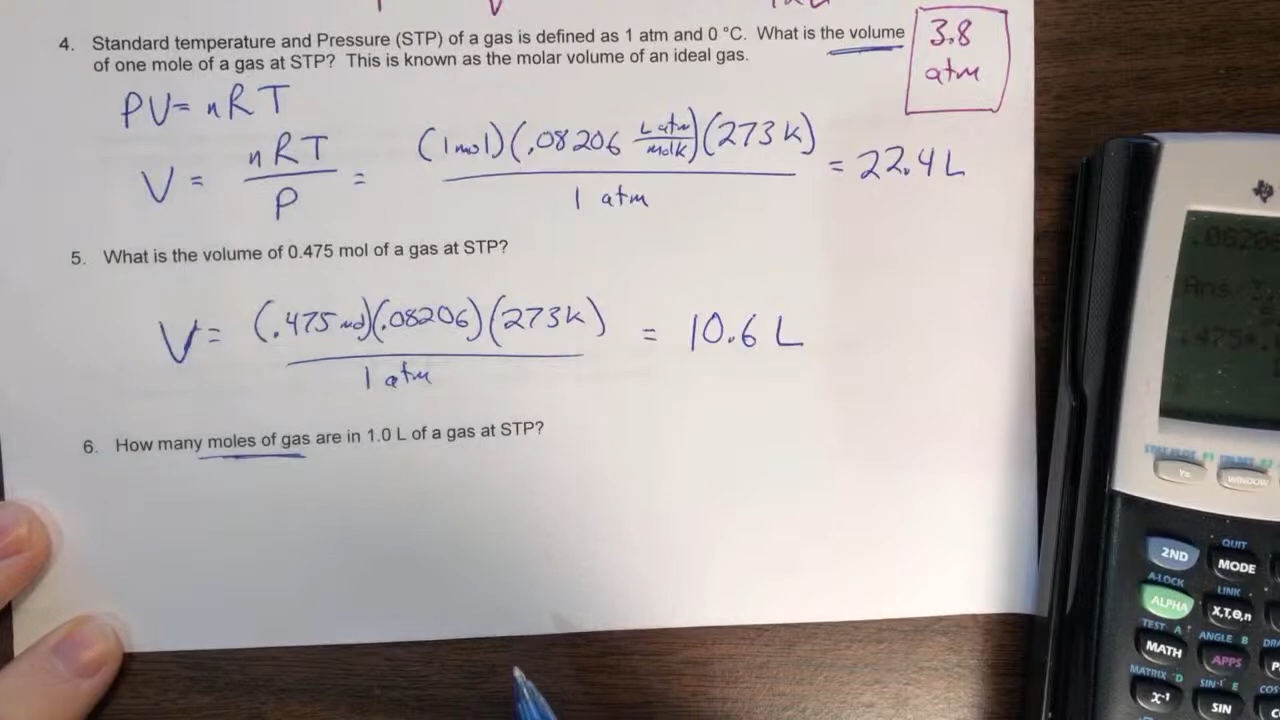 4. Standard temperature and Pressure (STP) of a gas is defined as 1 atm and 0 °C. What is the volume
of one mole of a gas at STP? This is known as the molar volume of an ideal gas.
3.8
atm
PV = nRT
V = nRT / P = (1mol)(.08206 L atm / mol K)(273 K) / 1 atm = 22.4 L
5. What is the volume of 0.475 mol of a gas at STP?
V = (.475 mol)(.08206)(273K) / 1 atm = 10.6 L
6. How many moles of gas are in 1.0 L of a gas at STP?
Y=
WINDOW
2ND
QUIT
MODE
A-LOCK
ALPHA
LINK
X,T,Θ,n
TEST A
MATH
ANGLE B
APPS
MATRIX D
X-1
SIN-1 E
SIN